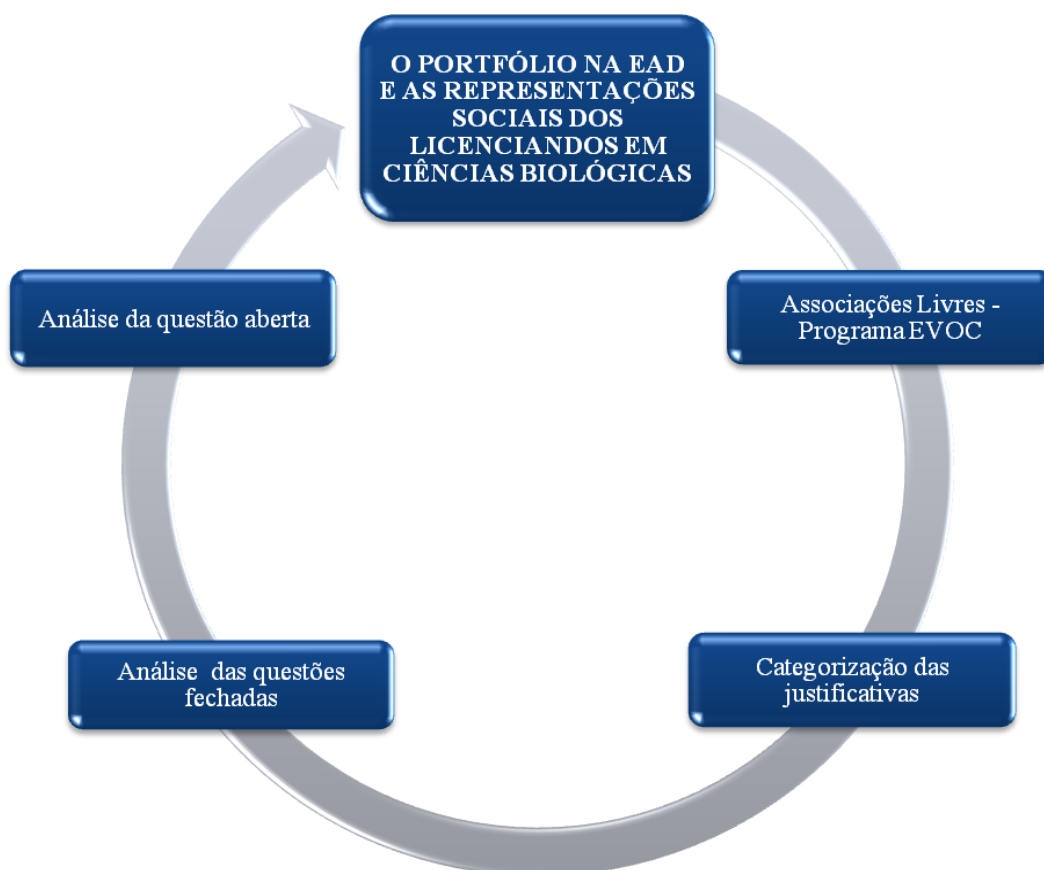 O PORTFÓLIO NA EAD
E AS REPRESENTAÇÕES
SOCIAIS DOS
LICENCIANDOS EM
CIÊNCIAS BIOLÓGICAS
Associações Livres -
Programa EVOC
Categorização das
justificativas
Análise das questões
fechadas
Análise da questão aberta